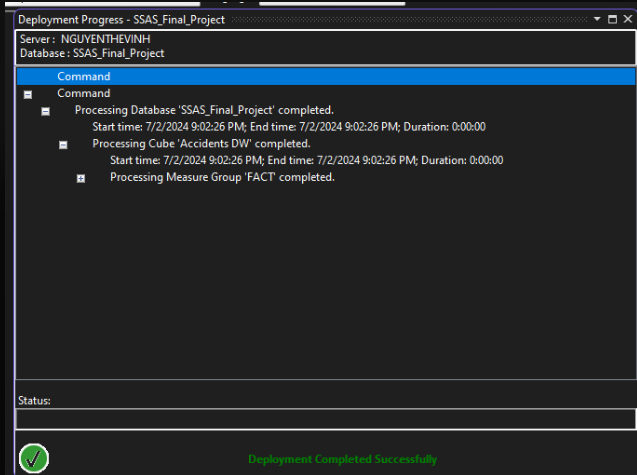 Deployment Progress - SSAS_Final_Project
Server : NGUYENTHEVINH
Database : SSAS_Final_Project
Command
Command
Processing Database 'SSAS_Final_Project' completed.
Start time: 7/2/2024 9:02:26 PM; End time: 7/2/2024 9:02:26 PM; Duration: 0:00:00
Processing Cube 'Accidents DW' completed.
Start time: 7/2/2024 9:02:26 PM; End time: 7/2/2024 9:02:26 PM; Duration: 0:00:00
Processing Measure Group 'FACT' completed.
Status:
Deployment Completed Successfully